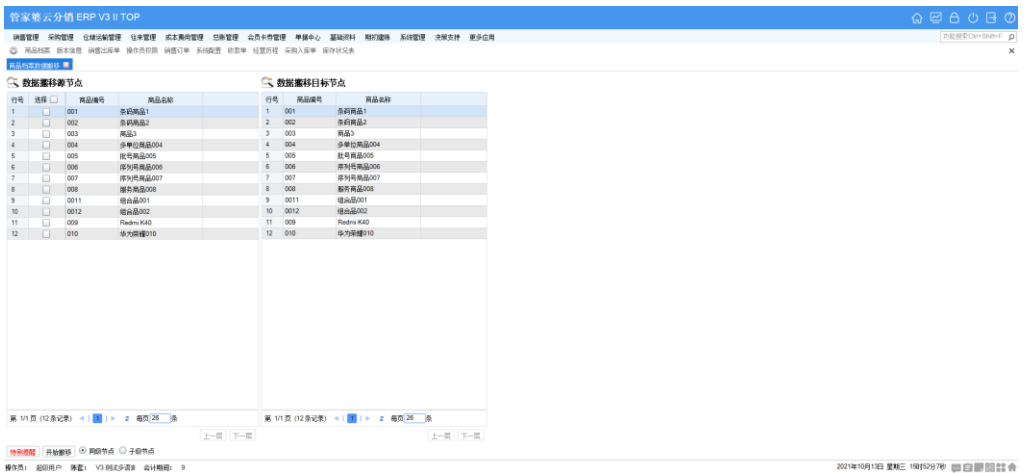 管家婆云分销 ERP V3 II TOP
销售管理 采购管理 仓储运输管理 往来管理 成本费用管理 总账管理 会员卡券管理 单据中心 基础资料 期初建账 系统管理 决策支持 更多应用
功能搜索Ctrl+Shift+F
商品档案 版本信息 销售出库单 操作员权限 销售订单 系统配置 收款单 经营历程 采购入库单 库存状况表
商品档案数据搬移
数据搬移源节点
行号 选择 商品编号 商品名称
1 001 条码商品1
2 002 条码商品2
3 003 商品3
4 004 多单位商品004
5 005 批号商品005
6 006 序列号商品006
7 007 序列号商品007
8 008 服务商品008
9 0011 组合品001
10 0012 组合品002
11 009 Redmi K40
12 010 华为荣耀010
第 1/1 页 (12 条记录) 1 2 每页 26 条
上一层 下一层
数据搬移目标节点
行号 商品编号 商品名称
1 001 条码商品1
2 002 条码商品2
3 003 商品3
4 004 多单位商品004
5 005 批号商品005
6 006 序列号商品006
7 007 序列号商品007
8 008 服务商品008
9 0011 组合品001
10 0012 组合品002
11 009 Redmi K40
12 010 华为荣耀010
第 1/1 页 (12 条记录) 1 2 每页 26 条
上一层 下一层
特别提醒 开始搬移 同级节点 子级节点
操作员: 超级用户 账套: V3测试多语言 会计期间: 9
2021年10月13日 星期三 15时52分7秒